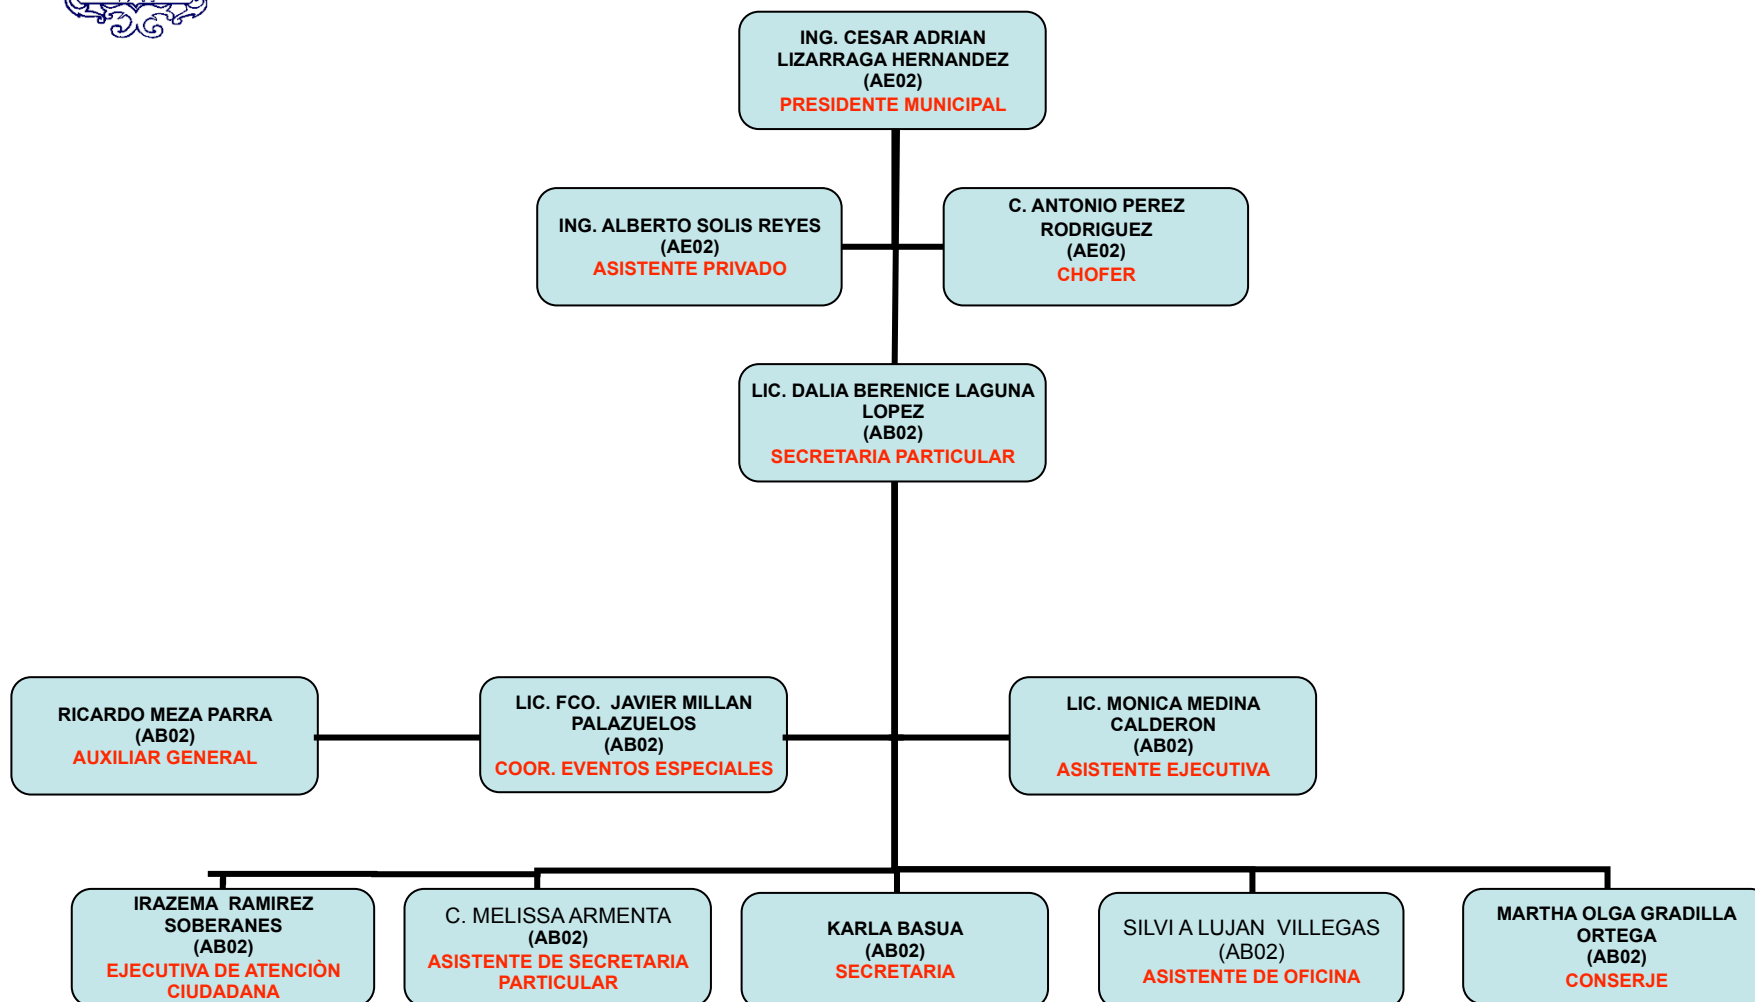 ING. CESAR ADRIAN
LIZARRAGA HERNANDEZ
(AE02)
PRESIDENTE MUNICIPAL
ING. ALBERTO SOLIS REYES
(AE02)
ASISTENTE PRIVADO
C. ANTONIO PEREZ
RODRIGUEZ
(AE02)
CHOFER
LIC. DALIA BERENICE LAGUNA
LOPEZ
(AB02)
SECRETARIA PARTICULAR
RICARDO MEZA PARRA
(AB02)
AUXILIAR GENERAL
LIC. FCO.  JAVIER MILLAN
PALAZUELOS
(AB02)
COOR. EVENTOS ESPECIALES
LIC. MONICA MEDINA
CALDERON
(AB02)
ASISTENTE EJECUTIVA
IRAZEMA  RAMIREZ
SOBERANES
(AB02)
EJECUTIVA DE ATENCIÒN
CIUDADANA
C. MELISSA ARMENTA
(AB02)
ASISTENTE DE SECRETARIA
PARTICULAR
KARLA BASUA
(AB02)
SECRETARIA
SILVI A LUJAN  VILLEGAS
(AB02)
ASISTENTE DE OFICINA
MARTHA OLGA GRADILLA
ORTEGA
(AB02)
CONSERJE